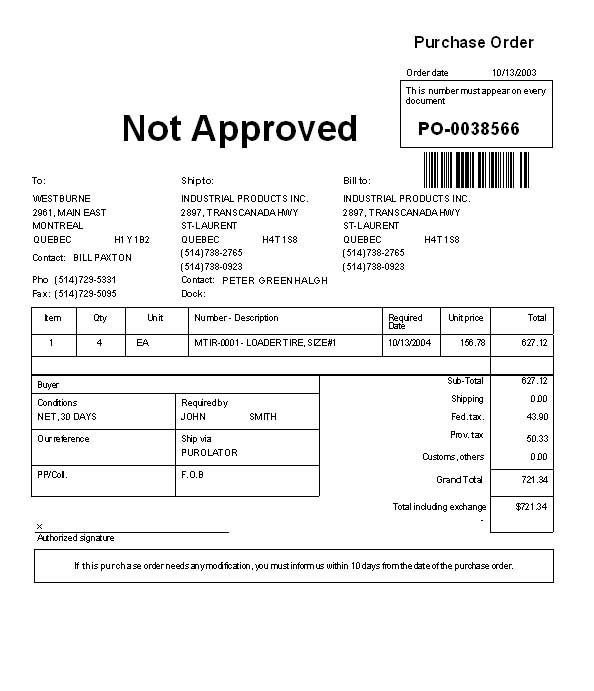 Purchase Order
Order date 10/13/2003
This number must appear on every
document
PO-0038566
Not Approved
To: Ship to: Bill to:
WESTBURNE INDUSTRIAL PRODUCTS INC. INDUSTRIAL PRODUCTS INC.
2961, MAIN EAST 2897, TRANSCANADA HWY 2897, TRANSCANADA HWY
MONTREAL ST-LAURENT ST-LAURENT
QUEBEC H1Y 1B2 QUEBEC H4T 1S8 QUEBEC H4T 1S8
(514)738-2765 (514)738-2765
Contact: BILL PAXTON (514)738-0923 (514)738-0923
Pho (514)729-5331 Contact: PETER GREENHALGH
Fax: (514)729-5095 Dock:
Item Qty Unit Number - Description Required Date Unit price Total
1 4 EA MTIR-0001 - LOADER TIRE, SIZE#1 10/13/2004 156.78 627.12
Buyer Sub-Total 627.12
Conditions Required by Shipping 0.00
NET, 30 DAYS JOHN SMITH Fed. tax. 43.90
Our reference Ship via Prov. tax 50.33
PUROLATOR Customs, others 0.00
PP/Coll. F.O.B Grand Total 721.34
Total including exchange $721.34
-
x
Authorized signature
If this purchase order needs any modification, you must inform us within 10 days from the date of the purchase order.